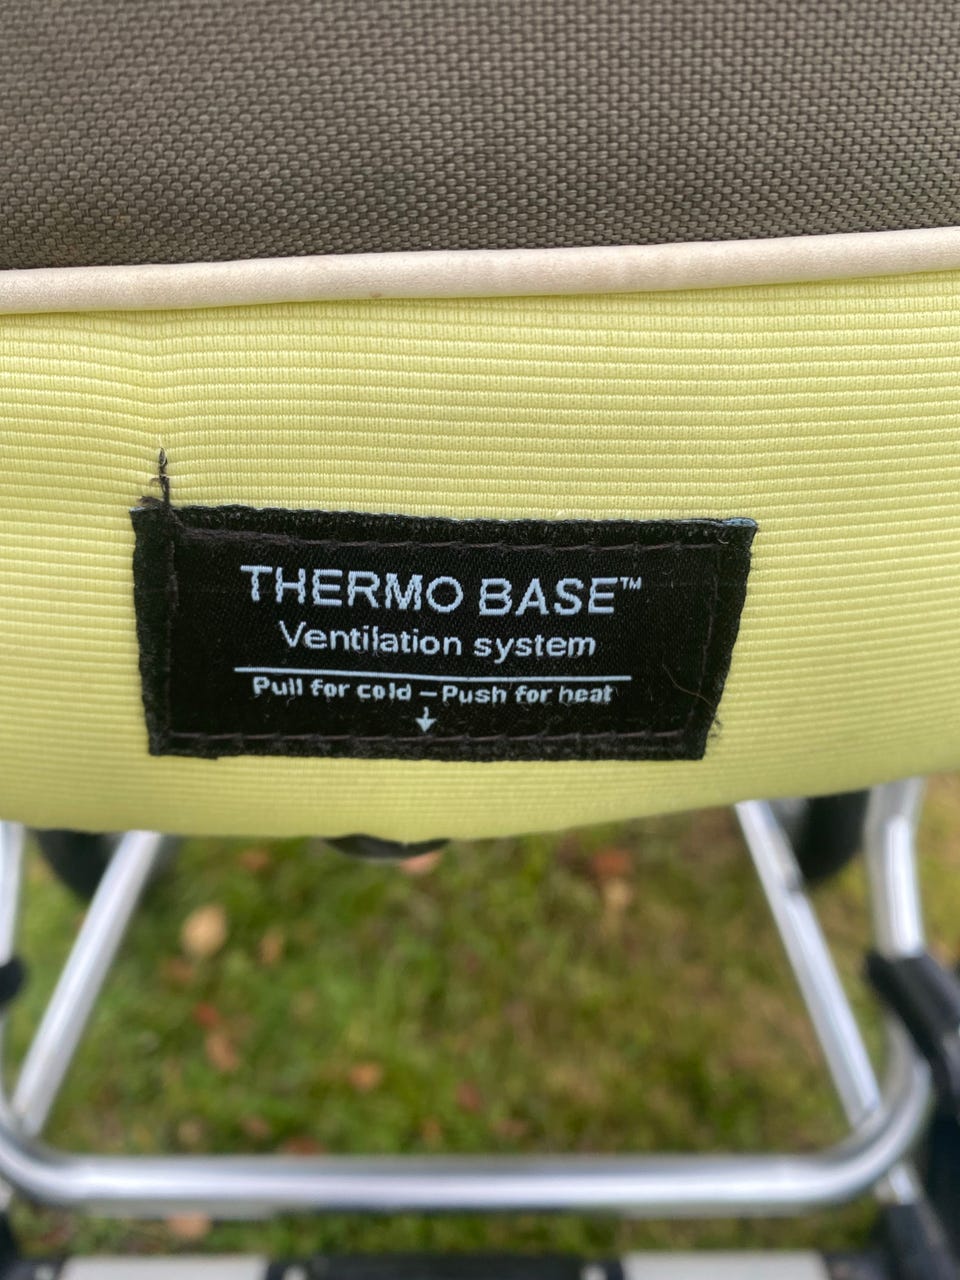 THERMO BASE™
Ventilation system
Pull for cold – Push for heat